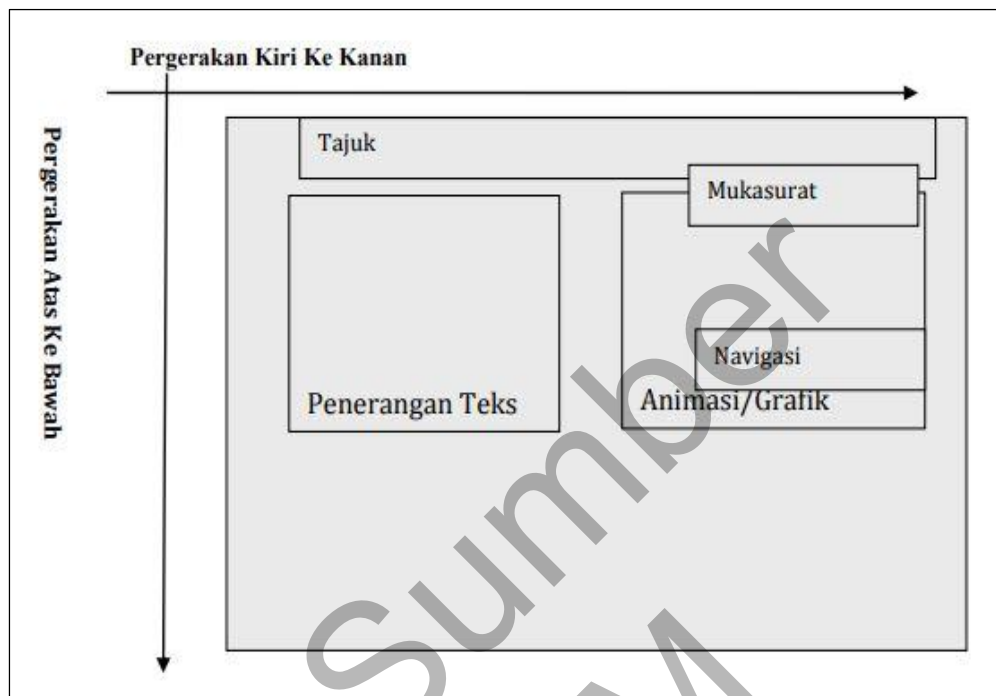 Pergerakan Kiri Ke Kanan
Pergerakan Atas Ke Bawah
Tajuk
Mukasurat
Navigasi
Penerangan Teks
Animasi/Grafik
Sumber
M